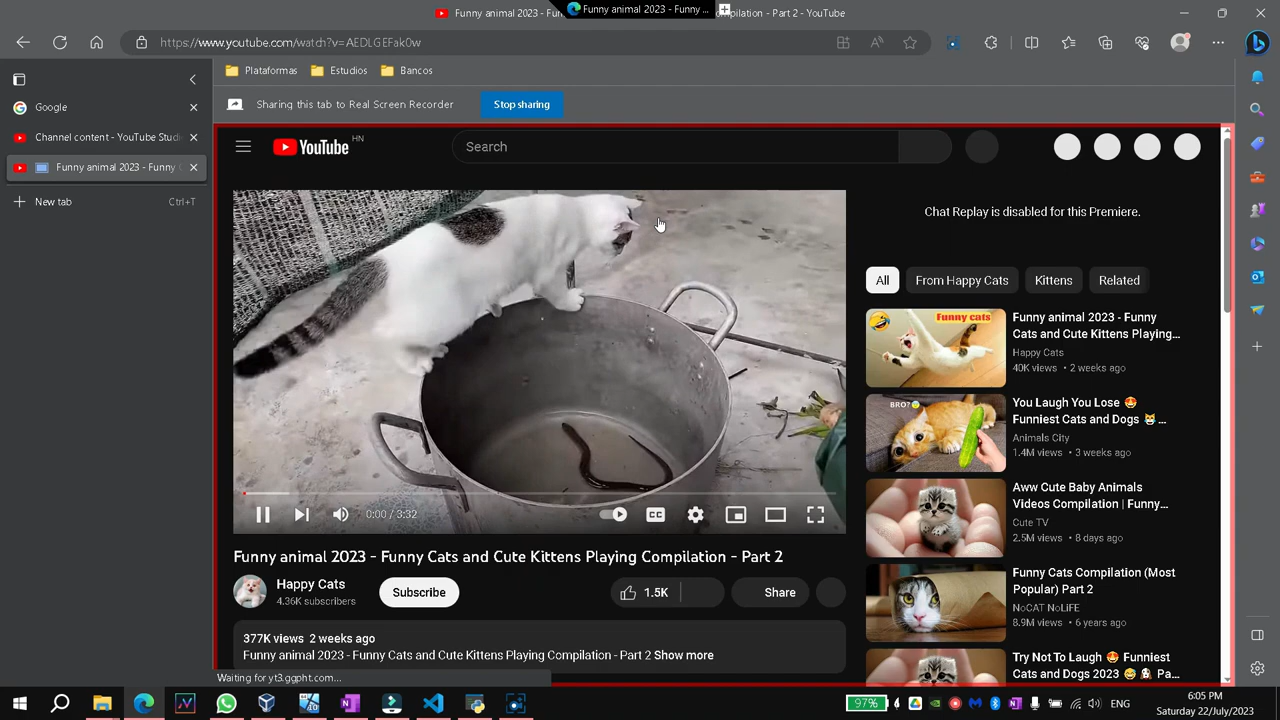 Funny animal 2023 - Fun
Funny animal 2023 - Funny ...
mpilation - Part 2 - YouTube
https://www.youtube.com/watch?v=AEDLGEFak0w
Plataformas
Estudios
Bancos
Google
Channel content - YouTube Studi
Funny animal 2023 - Funny C
New tab
Ctrl+T
Sharing this tab to Real Screen Recorder
Stop sharing
YouTube HN
Search
Chat Replay is disabled for this Premiere.
All
From Happy Cats
Kittens
Related
0:00 / 3:32
CC
Funny animal 2023 - Funny Cats and Cute Kittens Playing Compilation - Part 2
Happy Cats
4.36K subscribers
Subscribe
1.5K
Share
377K views 2 weeks ago
Funny animal 2023 - Funny Cats and Cute Kittens Playing Compilation - Part 2 Show more
Funny cats
Funny animal 2023 - Funny
Cats and Cute Kittens Playing...
Happy Cats
40K views • 2 weeks ago
BRO?
You Laugh You Lose 😍
Funniest Cats and Dogs 😹 ...
Animals City
1.4M views • 3 weeks ago
Aww Cute Baby Animals
Videos Compilation | Funny...
Cute TV
2.5M views • 8 days ago
Funny Cats Compilation (Most
Popular) Part 2
NoCAT NoLiFE
8.9M views • 6 years ago
Try Not To Laugh 🤩 Funniest
Cats and Dogs 2023 😅 🐴 Pa...
Waiting for yt3.ggpht.com...
97%
ENG
6:05 PM
Saturday 22/July/2023